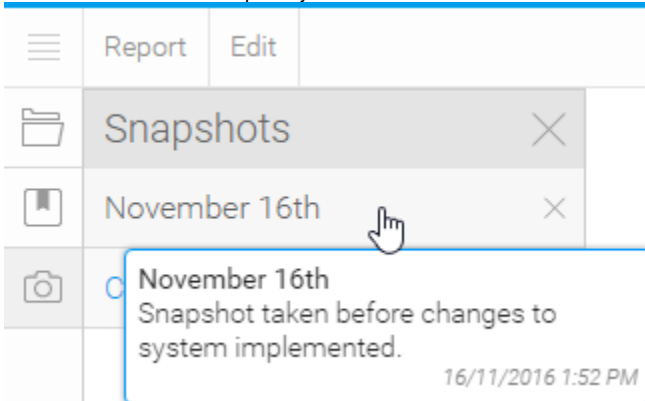 Report Edit
Snapshots
November 16th
C
November 16th
Snapshot taken before changes to
system implemented.
16/11/2016 1:52 PM